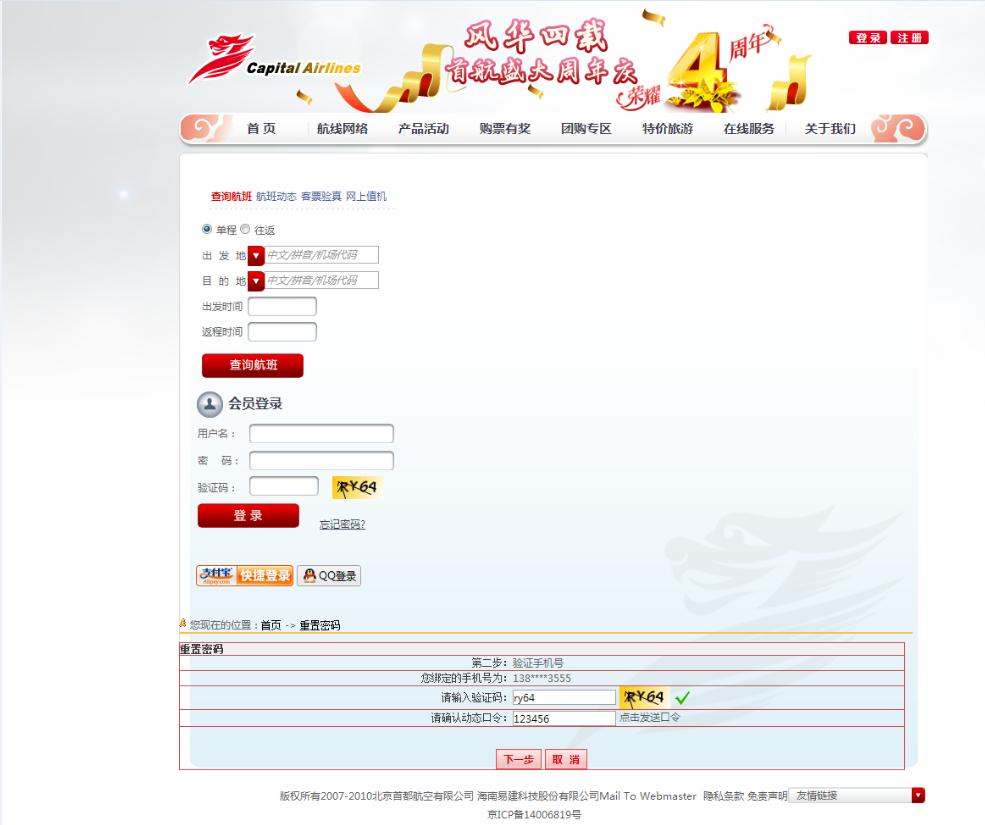 Capital Airlines
风华四载
首航盛大周年庆
荣耀
4周年
登录 注册
首 页 航线网络 产品活动 购票有奖 团购专区 特价旅游 在线服务 关于我们
查询航班 航班动态 客票验真 网上值机
单程 往返
出 发 地 中文/拼音/机场代码
目 的 地 中文/拼音/机场代码
出发时间
返程时间
查询航班
会员登录
用户名：
密 码：
验证码： RY64
登 录 忘记密码?
支付宝 快捷登录 QQ登录
您现在的位置：首页 -> 重置密码
重置密码
第二步：验证手机号
您绑定的手机号为：138****3555
请输入验证码：ry64 RY64
请确认动态口令：123456 点击发送口令
下一步 取 消
版权所有2007-2010北京首都航空有限公司 海南易建科技股份有限公司Mail To Webmaster 隐私条款 免责声明 友情链接
京ICP备14006819号